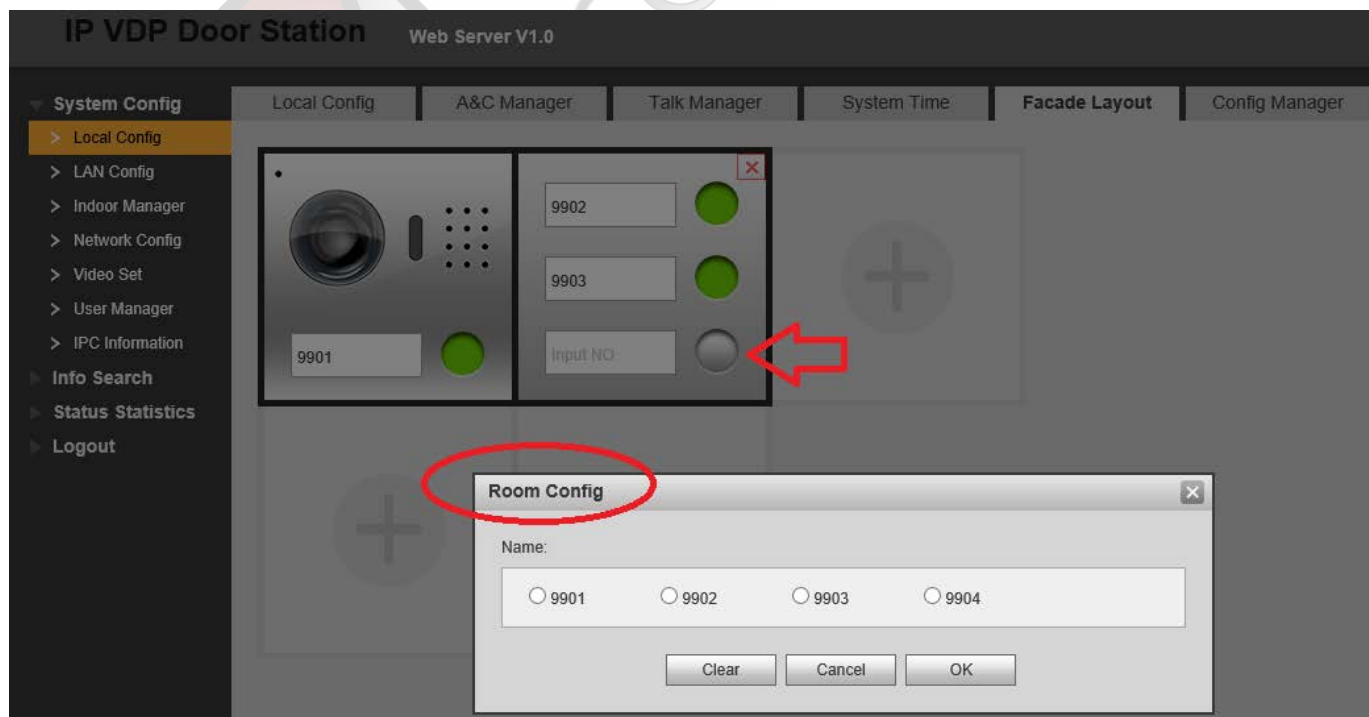 IP VDP Door Station Web Server V1.0
System Config
> Local Config
> LAN Config
> Indoor Manager
> Network Config
> Video Set
> User Manager
> IPC Information
Info Search
Status Statistics
Logout
Local Config A&C Manager Talk Manager System Time Facade Layout Config Manager
9901
9902
9903
Input NO.
Room Config
Name:
9901 9902 9903 9904
Clear Cancel OK